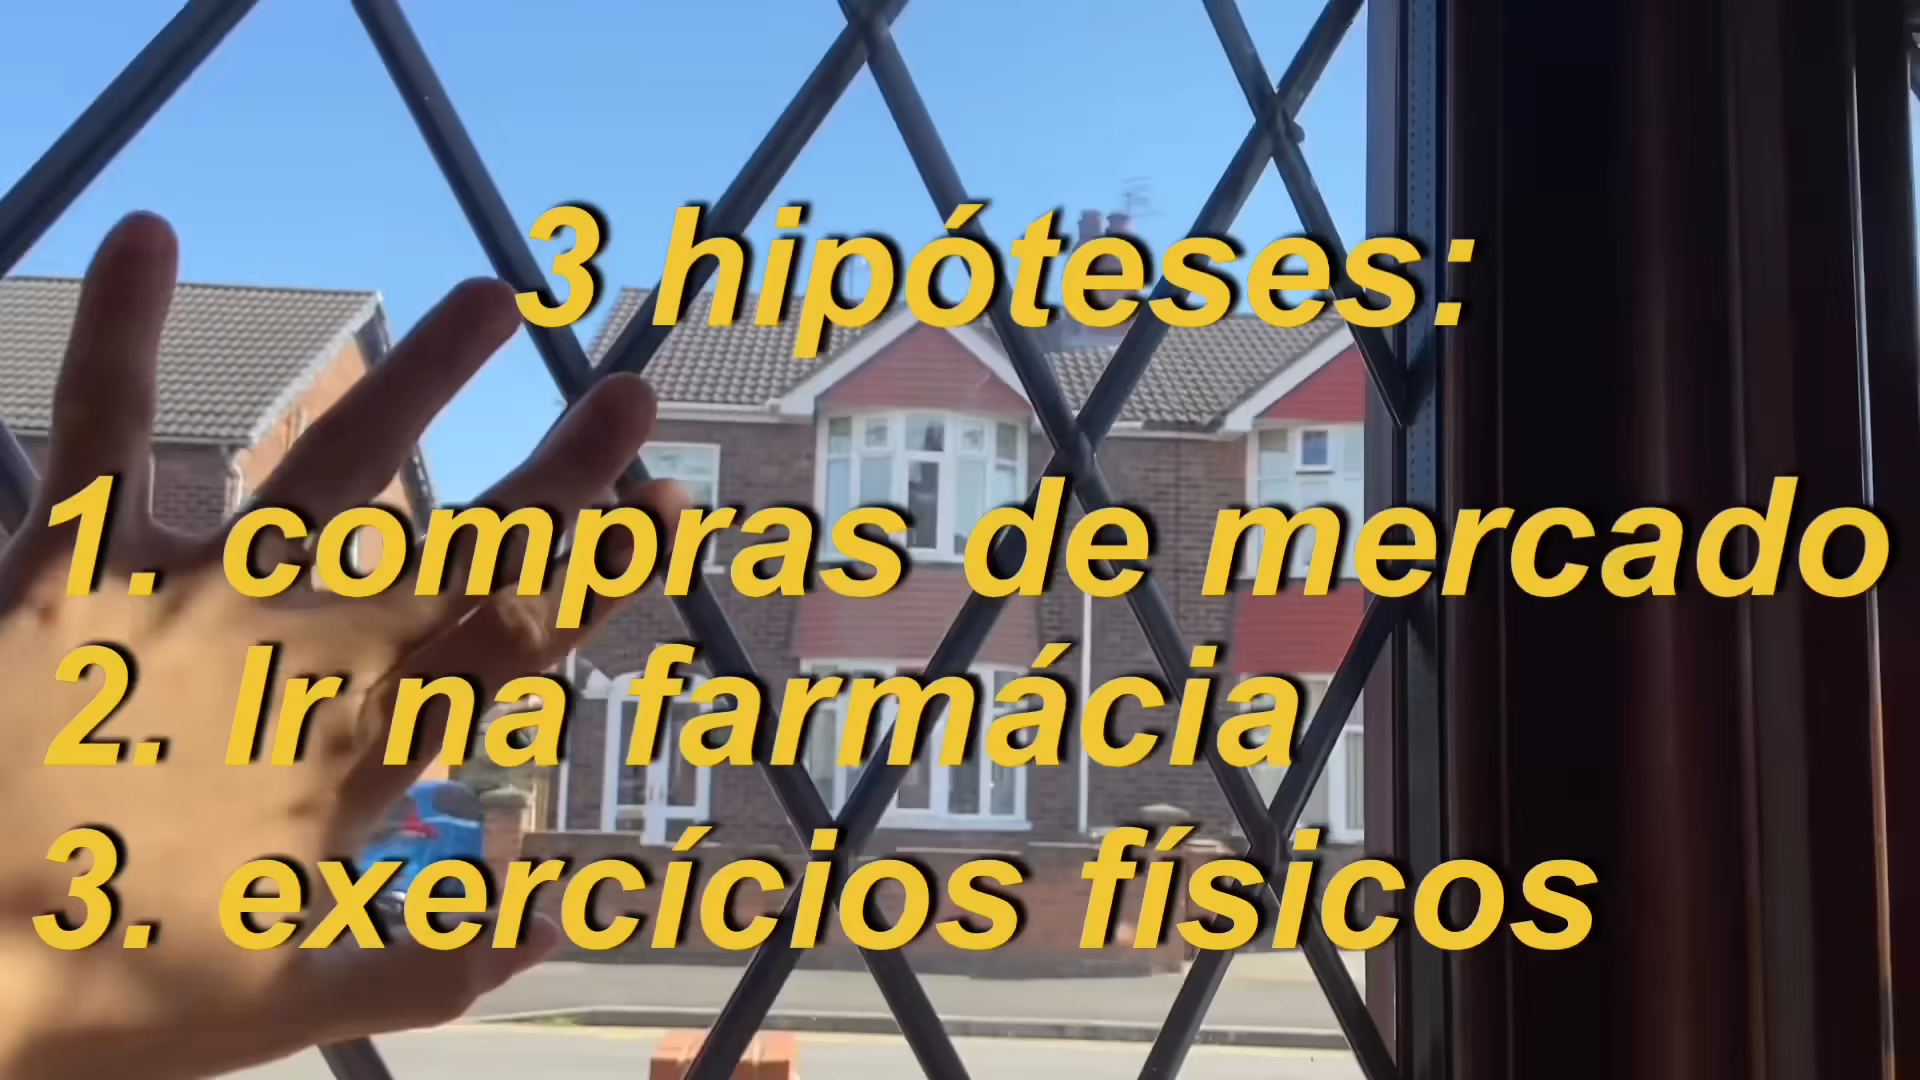 3 hipóteses:
1. compras de mercado
2. Ir na farmácia
3. exercícios físicos